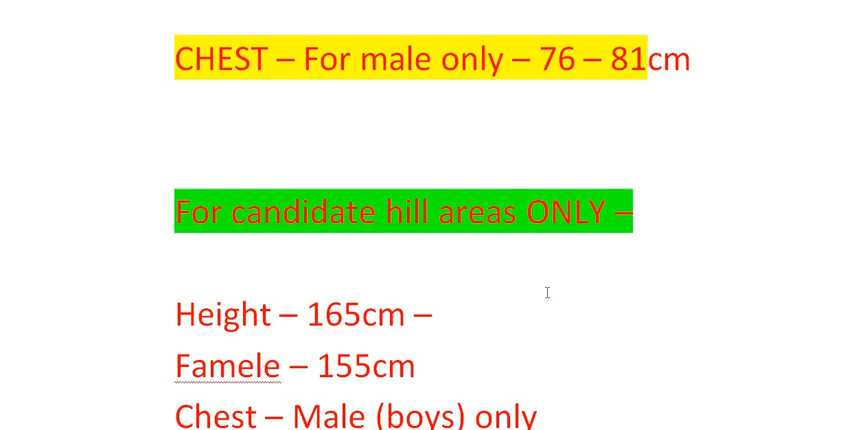 CHEST – For male only – 76 – 81cm
For candidate hill areas ONLY –
Height – 165cm –
Famele – 155cm
Chest – Male (boys) only